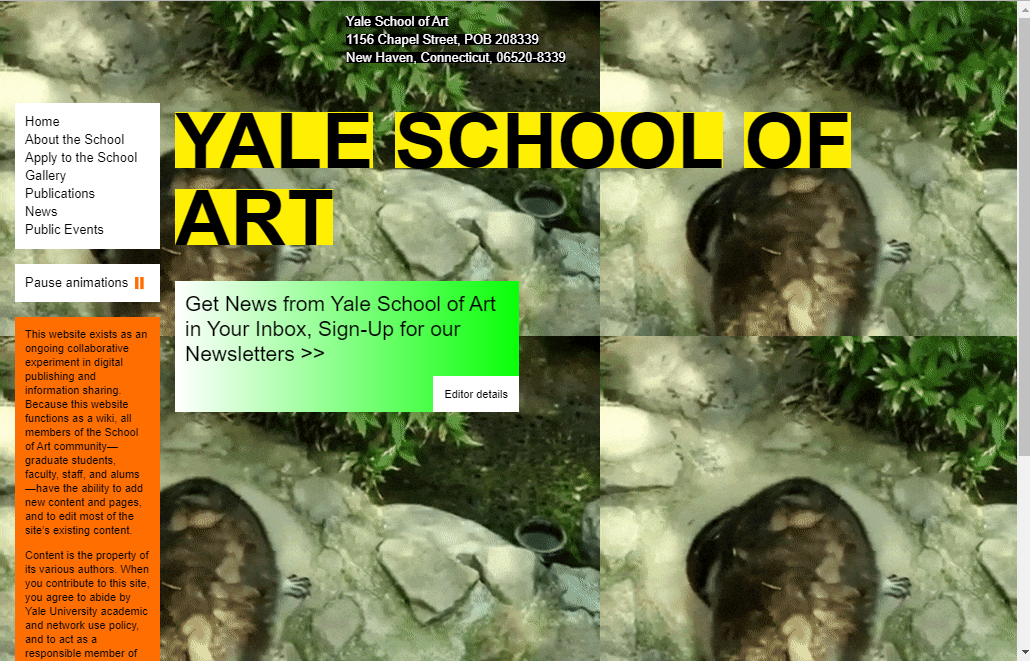 Yale School of Art
1156 Chapel Street, POB 208339
New Haven, Connecticut, 06520-8339
Home
About the School
Apply to the School
Gallery
Publications
News
Public Events
Pause animations
YALE SCHOOL OF
ART
Get News from Yale School of Art
in Your Inbox, Sign-Up for our
Newsletters >>
Editor details
This website exists as an
ongoing collaborative
experiment in digital
publishing and
information sharing.
Because this website
functions as a wiki, all
members of the School
of Art community—
graduate students,
faculty, staff, and alums
—have the ability to add
new content and pages,
and to edit most of the
site's existing content.
Content is the property of
its various authors. When
you contribute to this site,
you agree to abide by
Yale University academic
and network use policy,
and to act as a
responsible member of